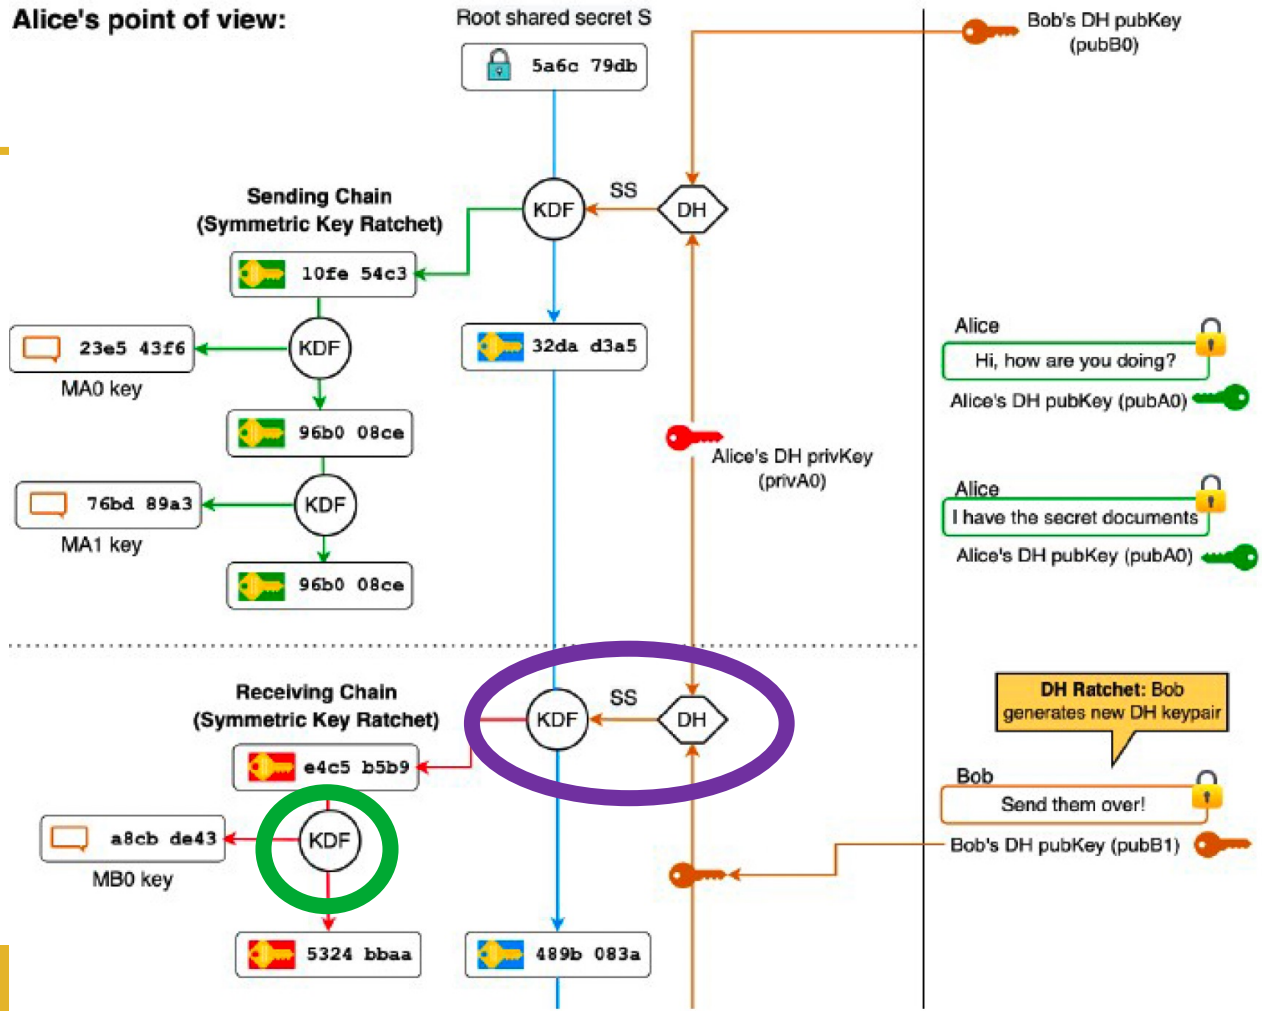 Alice's point of view:
Root shared secret S
5a6c 79db
Bob's DH pubKey
(pubB0)
Sending Chain
(Symmetric Key Ratchet)
KDF
SS
DH
10fe 54c3
KDF
23e5 43f6
MA0 key
32da d3a5
96b0 08ce
Alice's DH privKey
(privA0)
KDF
76bd 89a3
MA1 key
96b0 08ce
Alice
Hi, how are you doing?
Alice's DH pubKey (pubA0)
Alice
I have the secret documents
Alice's DH pubKey (pubA0)
Receiving Chain
(Symmetric Key Ratchet)
KDF
SS
DH
e4c5 b5b9
KDF
a8cb de43
MB0 key
5324 bbaa
489b 083a
DH Ratchet: Bob
generates new DH keypair
Bob
Send them over!
Bob's DH pubKey (pubB1)